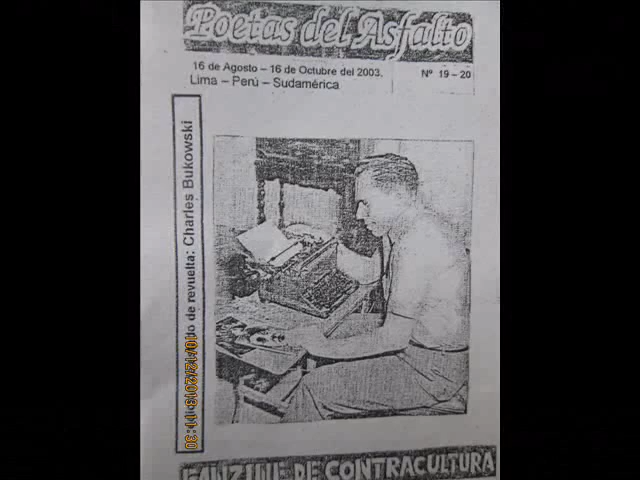 Poetas del Asfalto
16 de Agosto – 16 de Octubre del 2003.
Nº 19 – 20
Lima – Perú – Sudamérica
do de revuelta: Charles Bukowski
FANZINE DE CONTRACULTURA